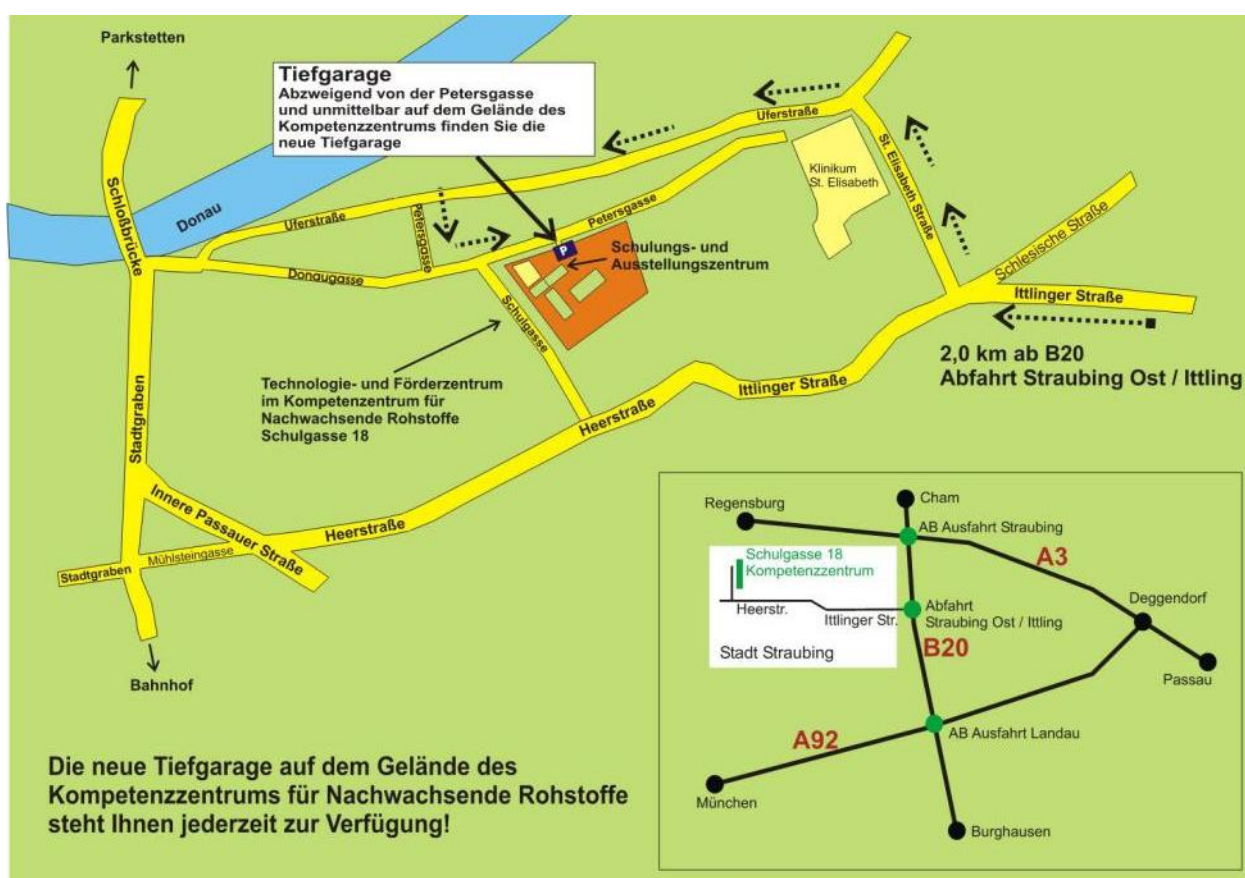 Parkstetten
Tiefgarage
Abzweigend von der Petersgasse
und unmittelbar auf dem Gelände des
Kompetenzzentrums finden Sie die
neue Tiefgarage
Uferstraße
Klinikum
St. Elisabeth
St. Elisabeth Straße
Schloßbrücke
Donau
Uferstraße
Petersgasse
Petersgasse
P
Schulungs- und
Ausstellungszentrum
Schlesische Straße
Donaugasse
Ittlinger Straße
Schulgasse
2,0 km ab B20
Abfahrt Straubing Ost / Ittling
Technologie- und Förderzentrum
im Kompetenzentrum für
Nachwachsende Rohstoffe
Schulgasse 18
Ittlinger Straße
Heerstraße
Stadtgraben
Innere Passauer Straße
Heerstraße
Mühlsteingasse
Stadtgraben
Bahnhof
Cham
Regensburg
AB Ausfahrt Straubing
Schulgasse 18
Kompetenzzentrum
A3
Deggendorf
Heerstr.
Ittlinger Str.
Abfahrt
Straubing Ost / Ittling
Stadt Straubing
B20
Passau
A92
AB Ausfahrt Landau
München
Burghausen
Die neue Tiefgarage auf dem Gelände des
Kompetenzzentrums für Nachwachsende Rohstoffe
steht Ihnen jederzeit zur Verfügung!